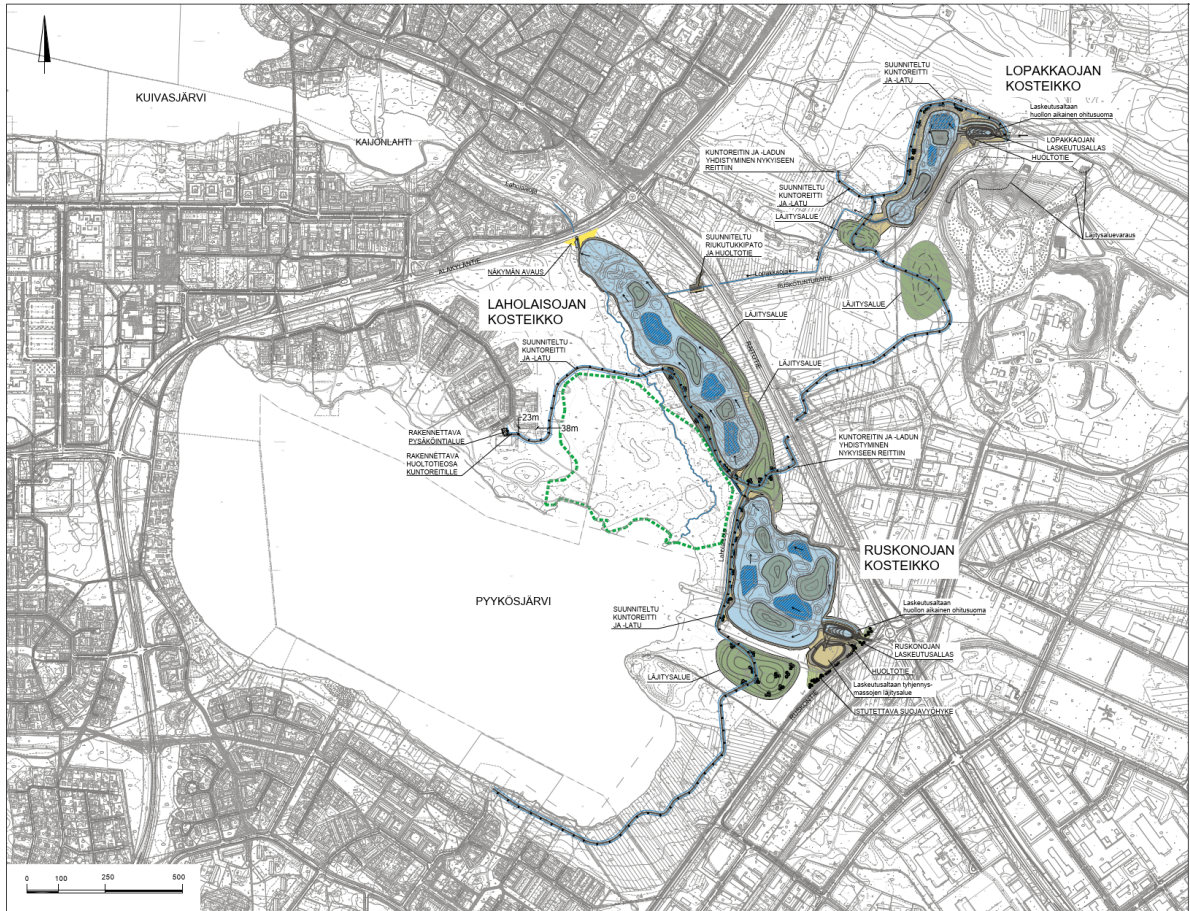 KUIVASJÄRVI
KAIJONLAHTI
SUUNNITELTU
KUNTOREITTI
JA -LATU
LOPAKKAOJAN
KOSTEIKKO
Laskeutusaltaan
huollon aikainen ohitusuoma
LOPAKKAOJAN
LASKEUTUSALLAS
HUOLTOTIE
KUNTOREITIN JA -LADUN
YHDISTYMINEN NYKYISEEN
REITTIIN
SUUNNITELTU
KUNTOREITTI
JA -LATU
LÄJITYSALUE
Läjitysaluevaraus
SUUNNITELTU
RIUKUTUKKIPATO
JA HUOLTOTIE
NÄKYMÄN AVAUS
ALAKYLÄNTIE
Lopakkaoja
RUSKOTUNTURINTIE
LÄJITYSALUE
LAHOLAISOJAN
KOSTEIKKO
LÄJITYSALUE
RAITOTIE
SUUNNITELTU -
KUNTOREITTI
JA -LATU
LÄJITYSALUE
23m
38m
RAKENNETTAVA
PYSÄKÖINTIALUE
RAKENNETTAVA
HUOLTOTIEOSA
KUNTOREITILLE
KUNTOREITIN JA -LADUN
YHDISTYMINEN
NYKYISEEN REITTIIN
RUSKONOJAN
KOSTEIKKO
PYYKÖSJÄRVI
SUUNNITELTU
KUNTOREITTI
JA -LATU
Laskeutusaltaan
huollon aikainen ohitusuoma
RUSKONOJAN
LASKEUTUSALLAS
HUOLTOTIE
LÄJITYSALUE
Laskeutusaltaan tyhjennys-
massojen läjitysalue
ISTUTETTAVA SUOJAVYÖHYKE
0 100 250 500